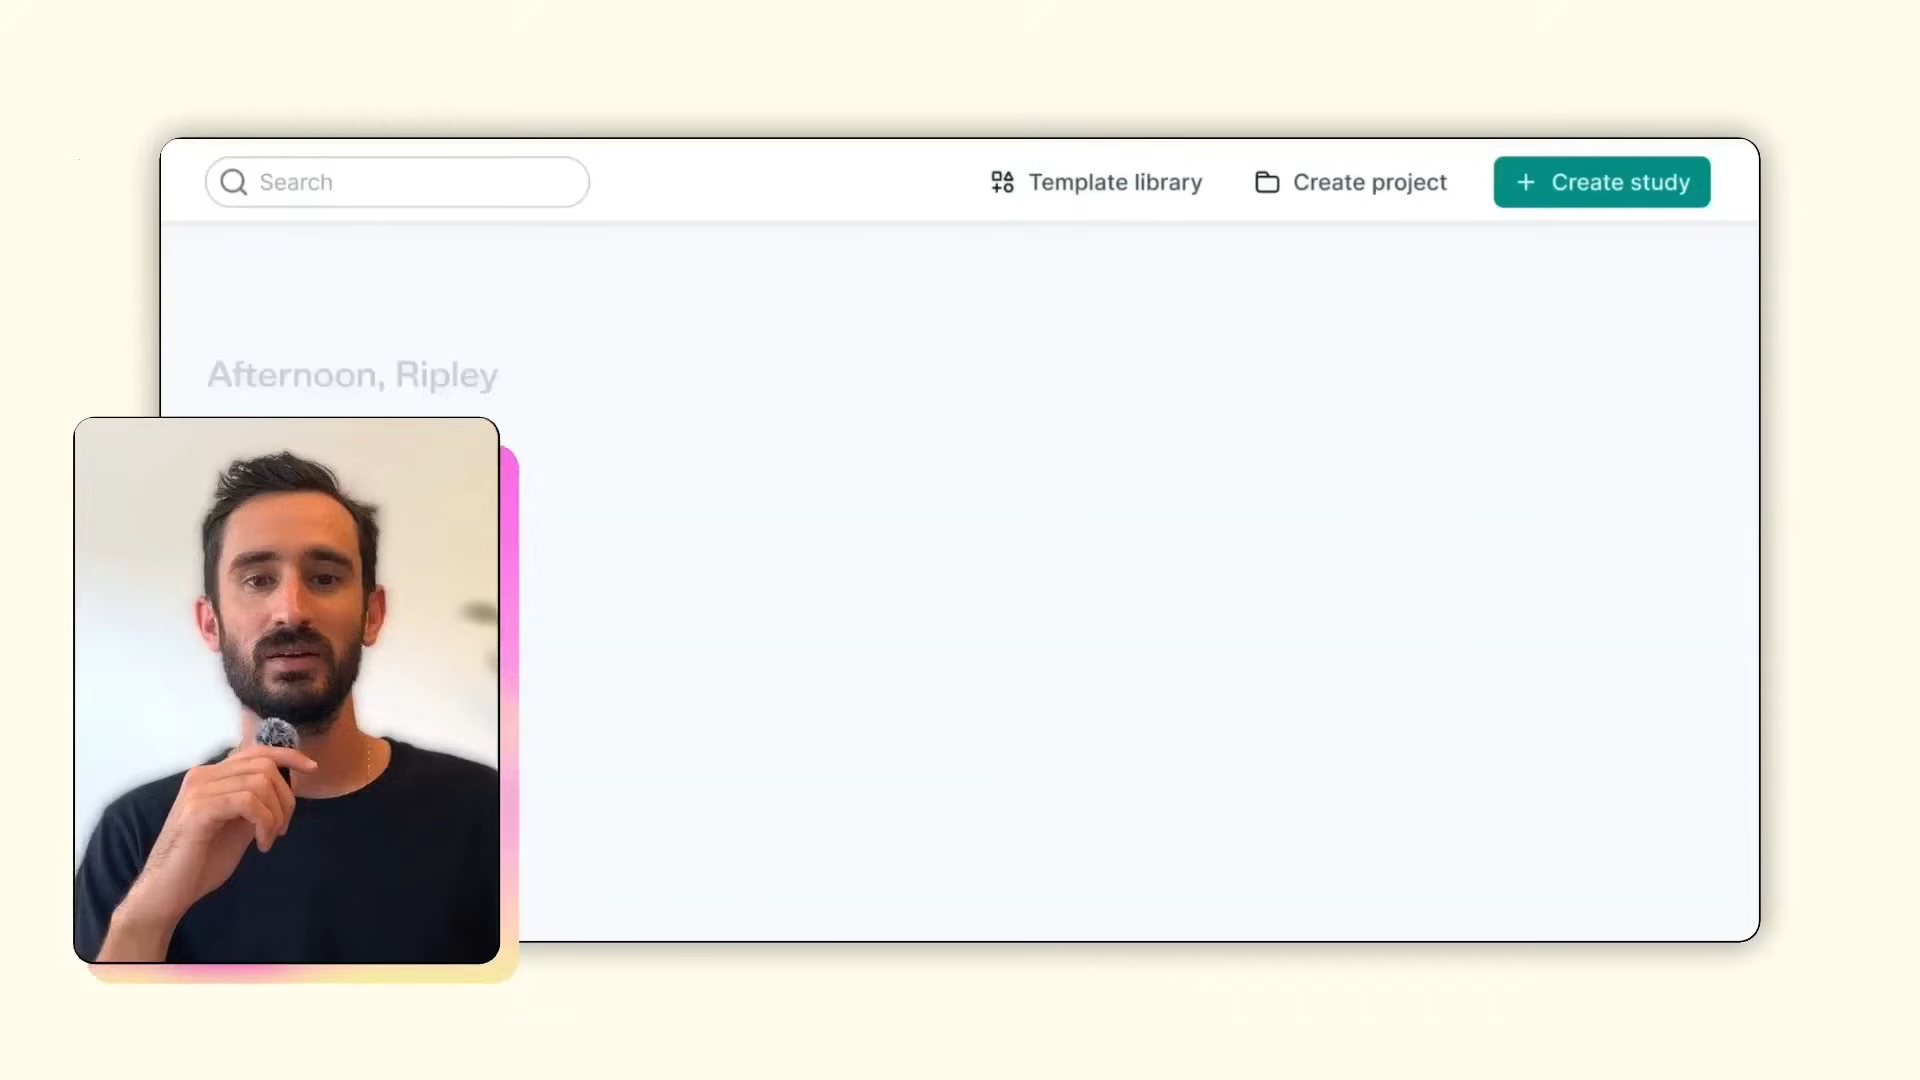 Search
Template library
Create project
+ Create study
Afternoon, Ripley